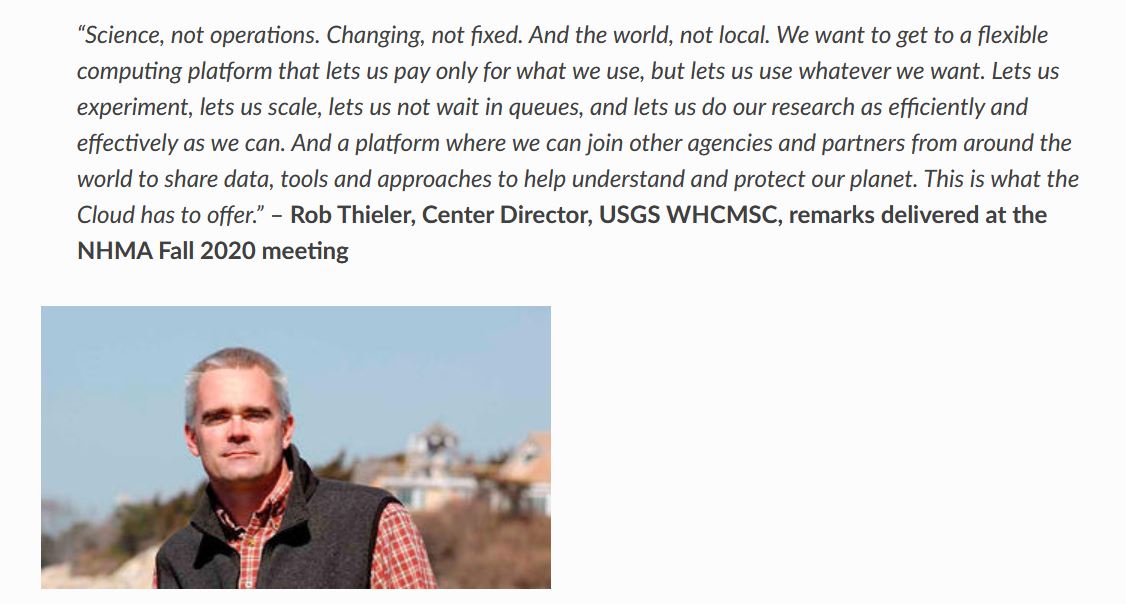 “Science, not operations. Changing, not fixed. And the world, not local. We want to get to a flexible
computing platform that lets us pay only for what we use, but lets us use whatever we want. Lets us
experiment, lets us scale, lets us not wait in queues, and lets us do our research as efficiently and
effectively as we can. And a platform where we can join other agencies and partners from around the
world to share data, tools and approaches to help understand and protect our planet. This is what the
Cloud has to offer.” – Rob Thieler, Center Director, USGS WHCMSC, remarks delivered at the
NHMA Fall 2020 meeting